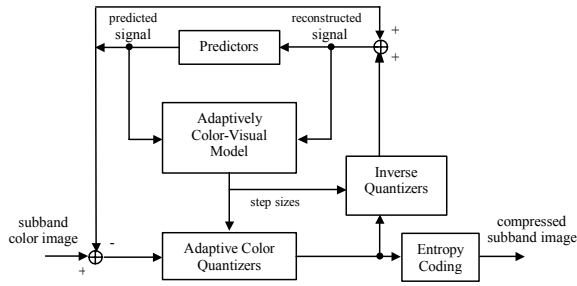 predicted
signal
reconstructed
signal
+
+
Predictors
Adaptively
Color-Visual
Model
Inverse
Quantizers
step sizes
subband
color image
-
+
Adaptive Color
Quantizers
Entropy
Coding
compressed
subband image